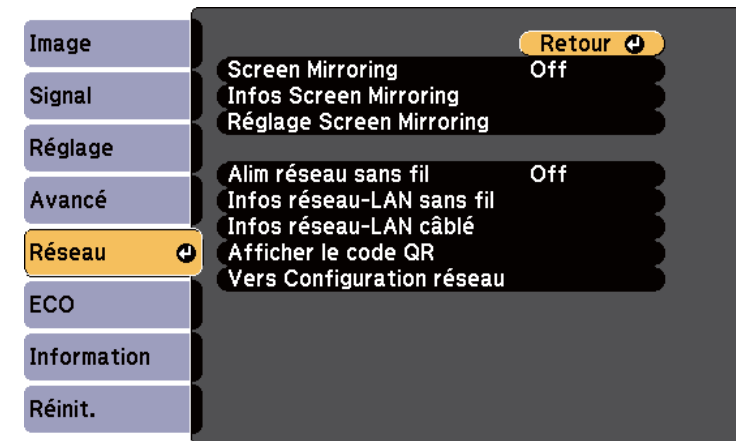 Image
Signal
Réglage
Avancé
Réseau
ECO
Information
Réinit.
Retour
Screen Mirroring Off
Infos Screen Mirroring
Réglage Screen Mirroring
Alim réseau sans fil Off
Infos réseau-LAN sans fil
Infos réseau-LAN câblé
Afficher le code QR
Vers Configuration réseau